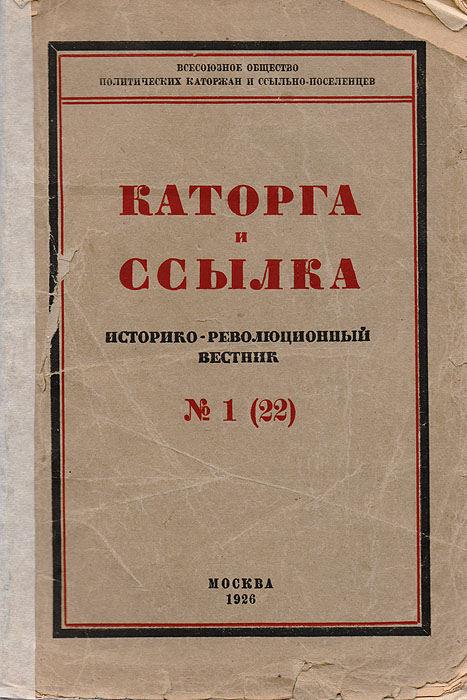 ВСЕСОЮЗНОЕ ОБЩЕСТВО
ПОЛИТИЧЕСКИХ КАТОРЖАН И ССЫЛЬНО-ПОСЕЛЕНЦЕВ
КАТОРГА
И
ССЫЛКА
ИСТОРИКО-РЕВОЛЮЦИОННЫЙ
ВЕСТНИК
№ 1 (22)
МОСКВА
1926